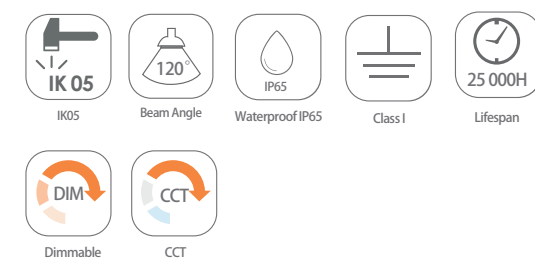 IK 05
120°
IP65
25 000H
IK05
Beam Angle
Waterproof IP65
Class I
Lifespan
DIM
CCT
Dimmable
CCT